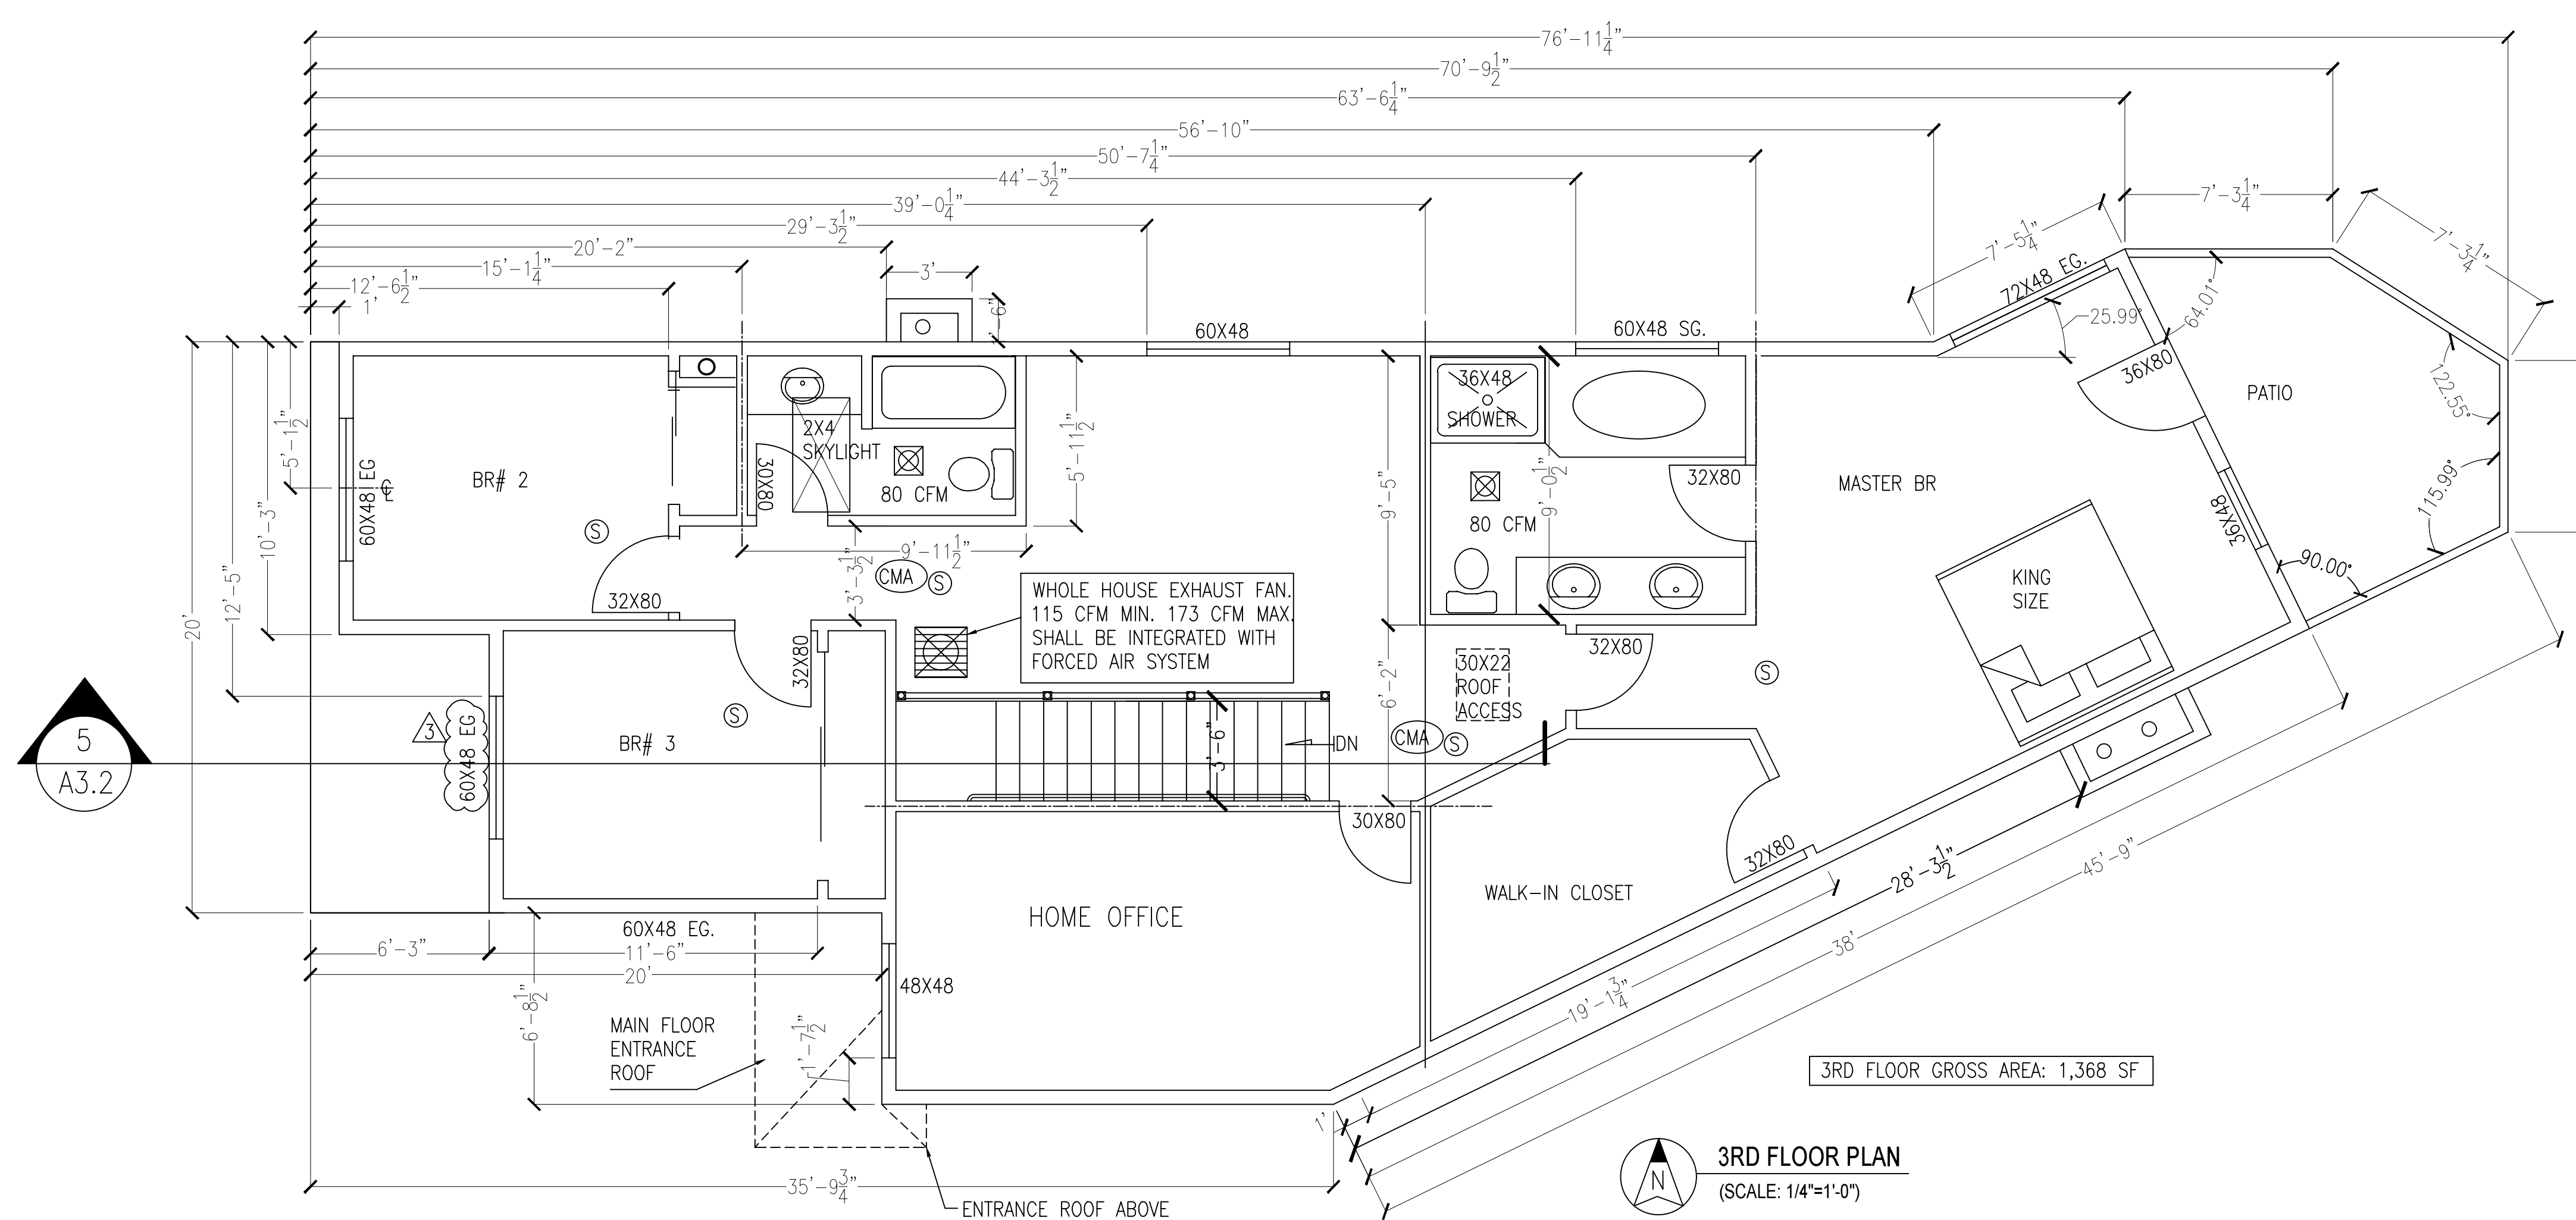 76'-11 1/4"
70'-9 1/2"
63'-6 1/4"
56'-10"
50'-7 1/4"
44'-3 1/2"
39'-0 1/4"
29'-3 1/2"
20'-2"
15'-1 1/4"
12'-6 1/2"
1'
3'
7'-5 1/4"
7'-3 1/4"
7'-3 1/4"
60X48
60X48 SG.
72X48 EG.
25.99°
64.01°
122.55°
115.99°
90.00°
36X80
PATIO
36X48
20'
12'-5"
10'-3"
5'-1 1/2"
60X48 EG
BR# 2
S
32X80
2X4
SKYLIGHT
30X80
80 CFM
5'-11 1/2"
9'-11 1/2"
3'-3 1/2"
CMA
S
WHOLE HOUSE EXHAUST FAN.
115 CFM MIN. 173 CFM MAX.
SHALL BE INTEGRATED WITH
FORCED AIR SYSTEM
36X48
SHOWER
80 CFM
9'-0 1/2"
9'-5"
32X80
MASTER BR
KING
SIZE
S
32X80
30X22
ROOF
ACCESS
6'-2"
CMA
S
DN
3'-6"
5
A3.2
3
60X48 EG
BR# 3
S
32X80
30X80
HOME OFFICE
WALK-IN CLOSET
32X80
60X48 EG.
6'-3"
11'-6"
20'
48X48
6'-8 1/2"
1'-7 1/2"
MAIN FLOOR
ENTRANCE
ROOF
35'-9 3/4"
ENTRANCE ROOF ABOVE
1'
19'-1 3/4"
28'-3 1/2"
38'
45'-9"
3RD FLOOR GROSS AREA: 1,368 SF
N
3RD FLOOR PLAN
(SCALE: 1/4"=1'-0")